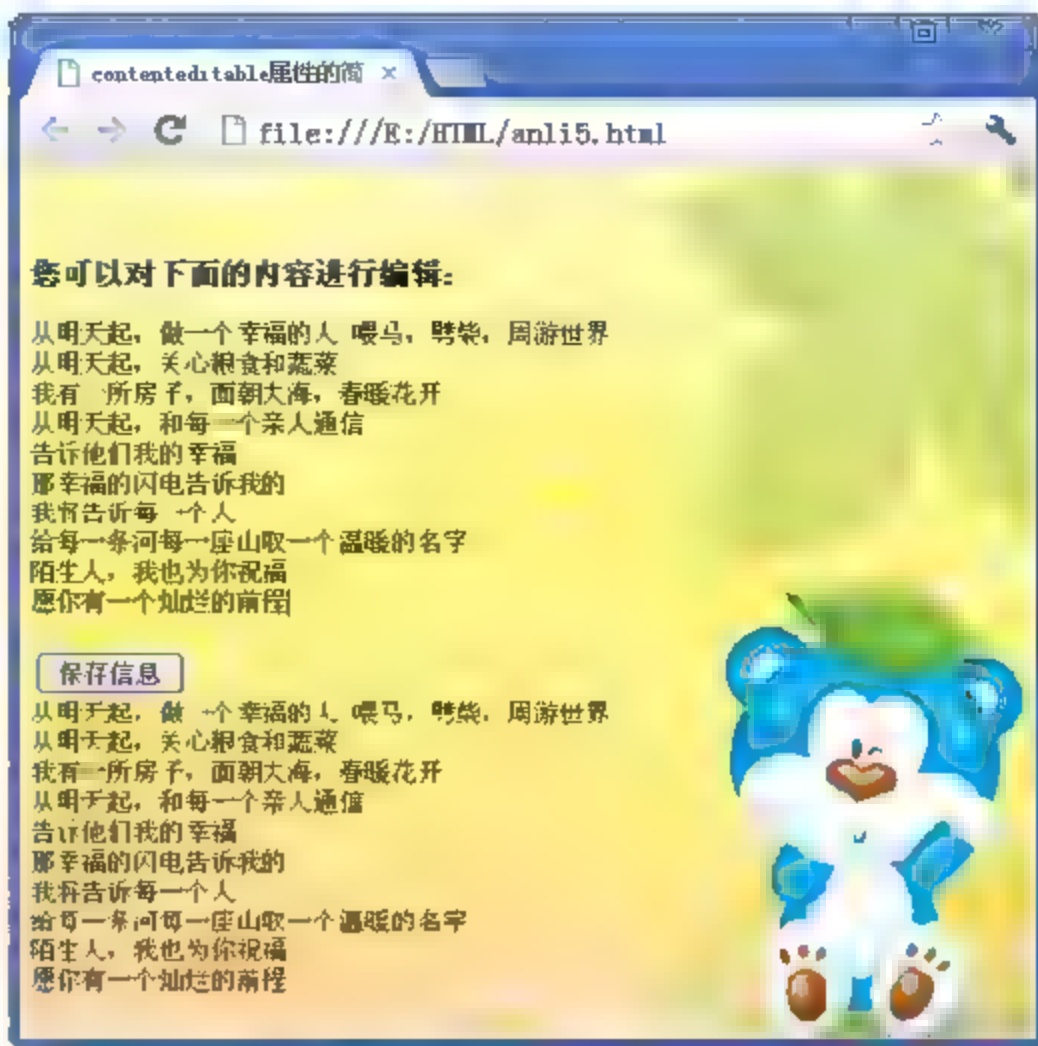 contenteditable属性的简
file:///E:/HTML/anli5.html
您可以对下面的内容进行编辑:
从明天起，做一个幸福的人 喂马，劈柴，周游世界
从明天起，关心粮食和蔬菜
我有一所房子，面朝大海，春暖花开
从明天起，和每一个亲人通信
告诉他们我的幸福
那幸福的闪电告诉我的
我将告诉每一个人
给每一条河每一座山取一个温暖的名字
陌生人，我也为你祝福
愿你有一个灿烂的前程
保存信息
从明天起，做一个幸福的人 喂马，劈柴，周游世界
从明天起，关心粮食和蔬菜
我有一所房子，面朝大海，春暖花开
从明天起，和每一个亲人通信
告诉他们我的幸福
那幸福的闪电告诉我的
我将告诉每一个人
给每一条河每一座山取一个温暖的名字
陌生人，我也为你祝福
愿你有一个灿烂的前程